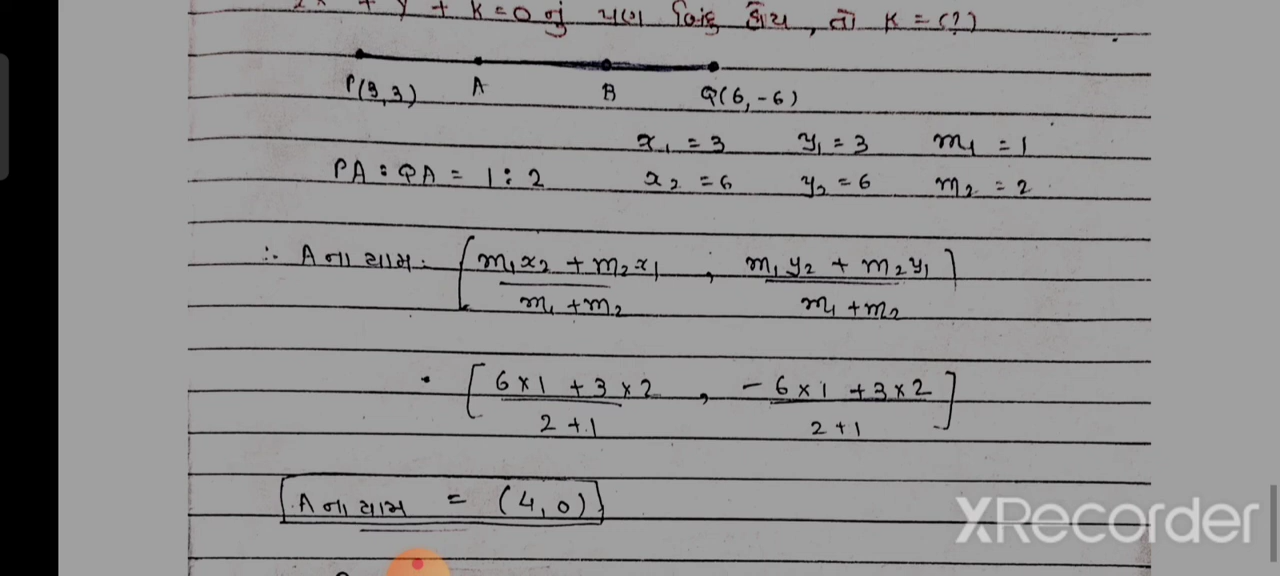 2x + y + K=0 નું પણ બિંદુ હોય, તો K = (?)
P(3,3) A B Q(6,-6)
x₁ = 3 y₁ = 3 m₁ = 1
PA : QA = 1 : 2 x₂ = 6 y₂ = 6 m₂ = 2
∴ A ના યામ : [ m₁x₂ + m₂x₁ / m₁ + m₂ , m₁y₂ + m₂y₁ / m₁ + m₂ ]
[ 6×1 + 3×2 / 2+1 , -6×1 + 3×2 / 2+1 ]
A ના યામ = (4,0)
XRecorder